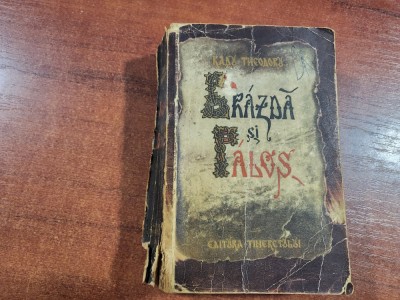 RADU THEODORU
BRAZDĂ
și
PALOȘ
EDITURA TINERETULUI